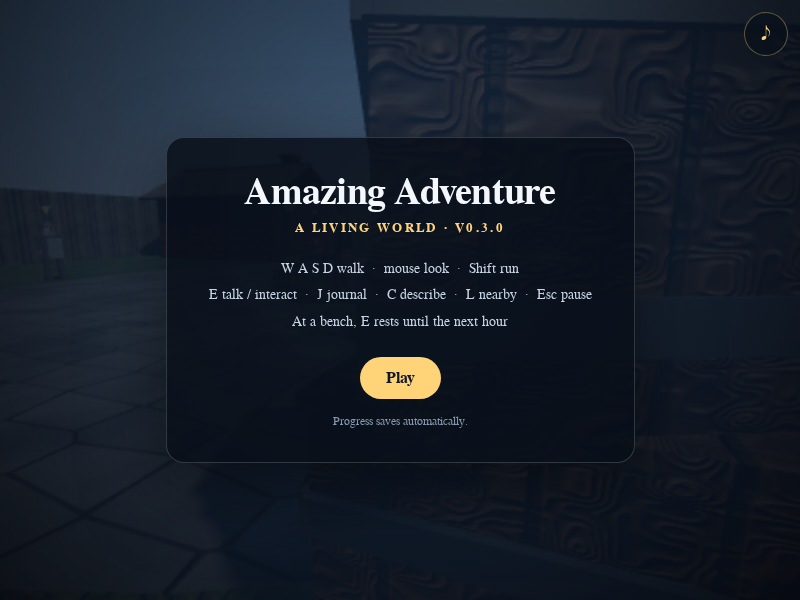 Amazing Adventure
A LIVING WORLD · V0.3.0
W A S D walk · mouse look · Shift run
E talk / interact · J journal · C describe · L nearby · Esc pause
At a bench, E rests until the next hour
Play
Progress saves automatically.